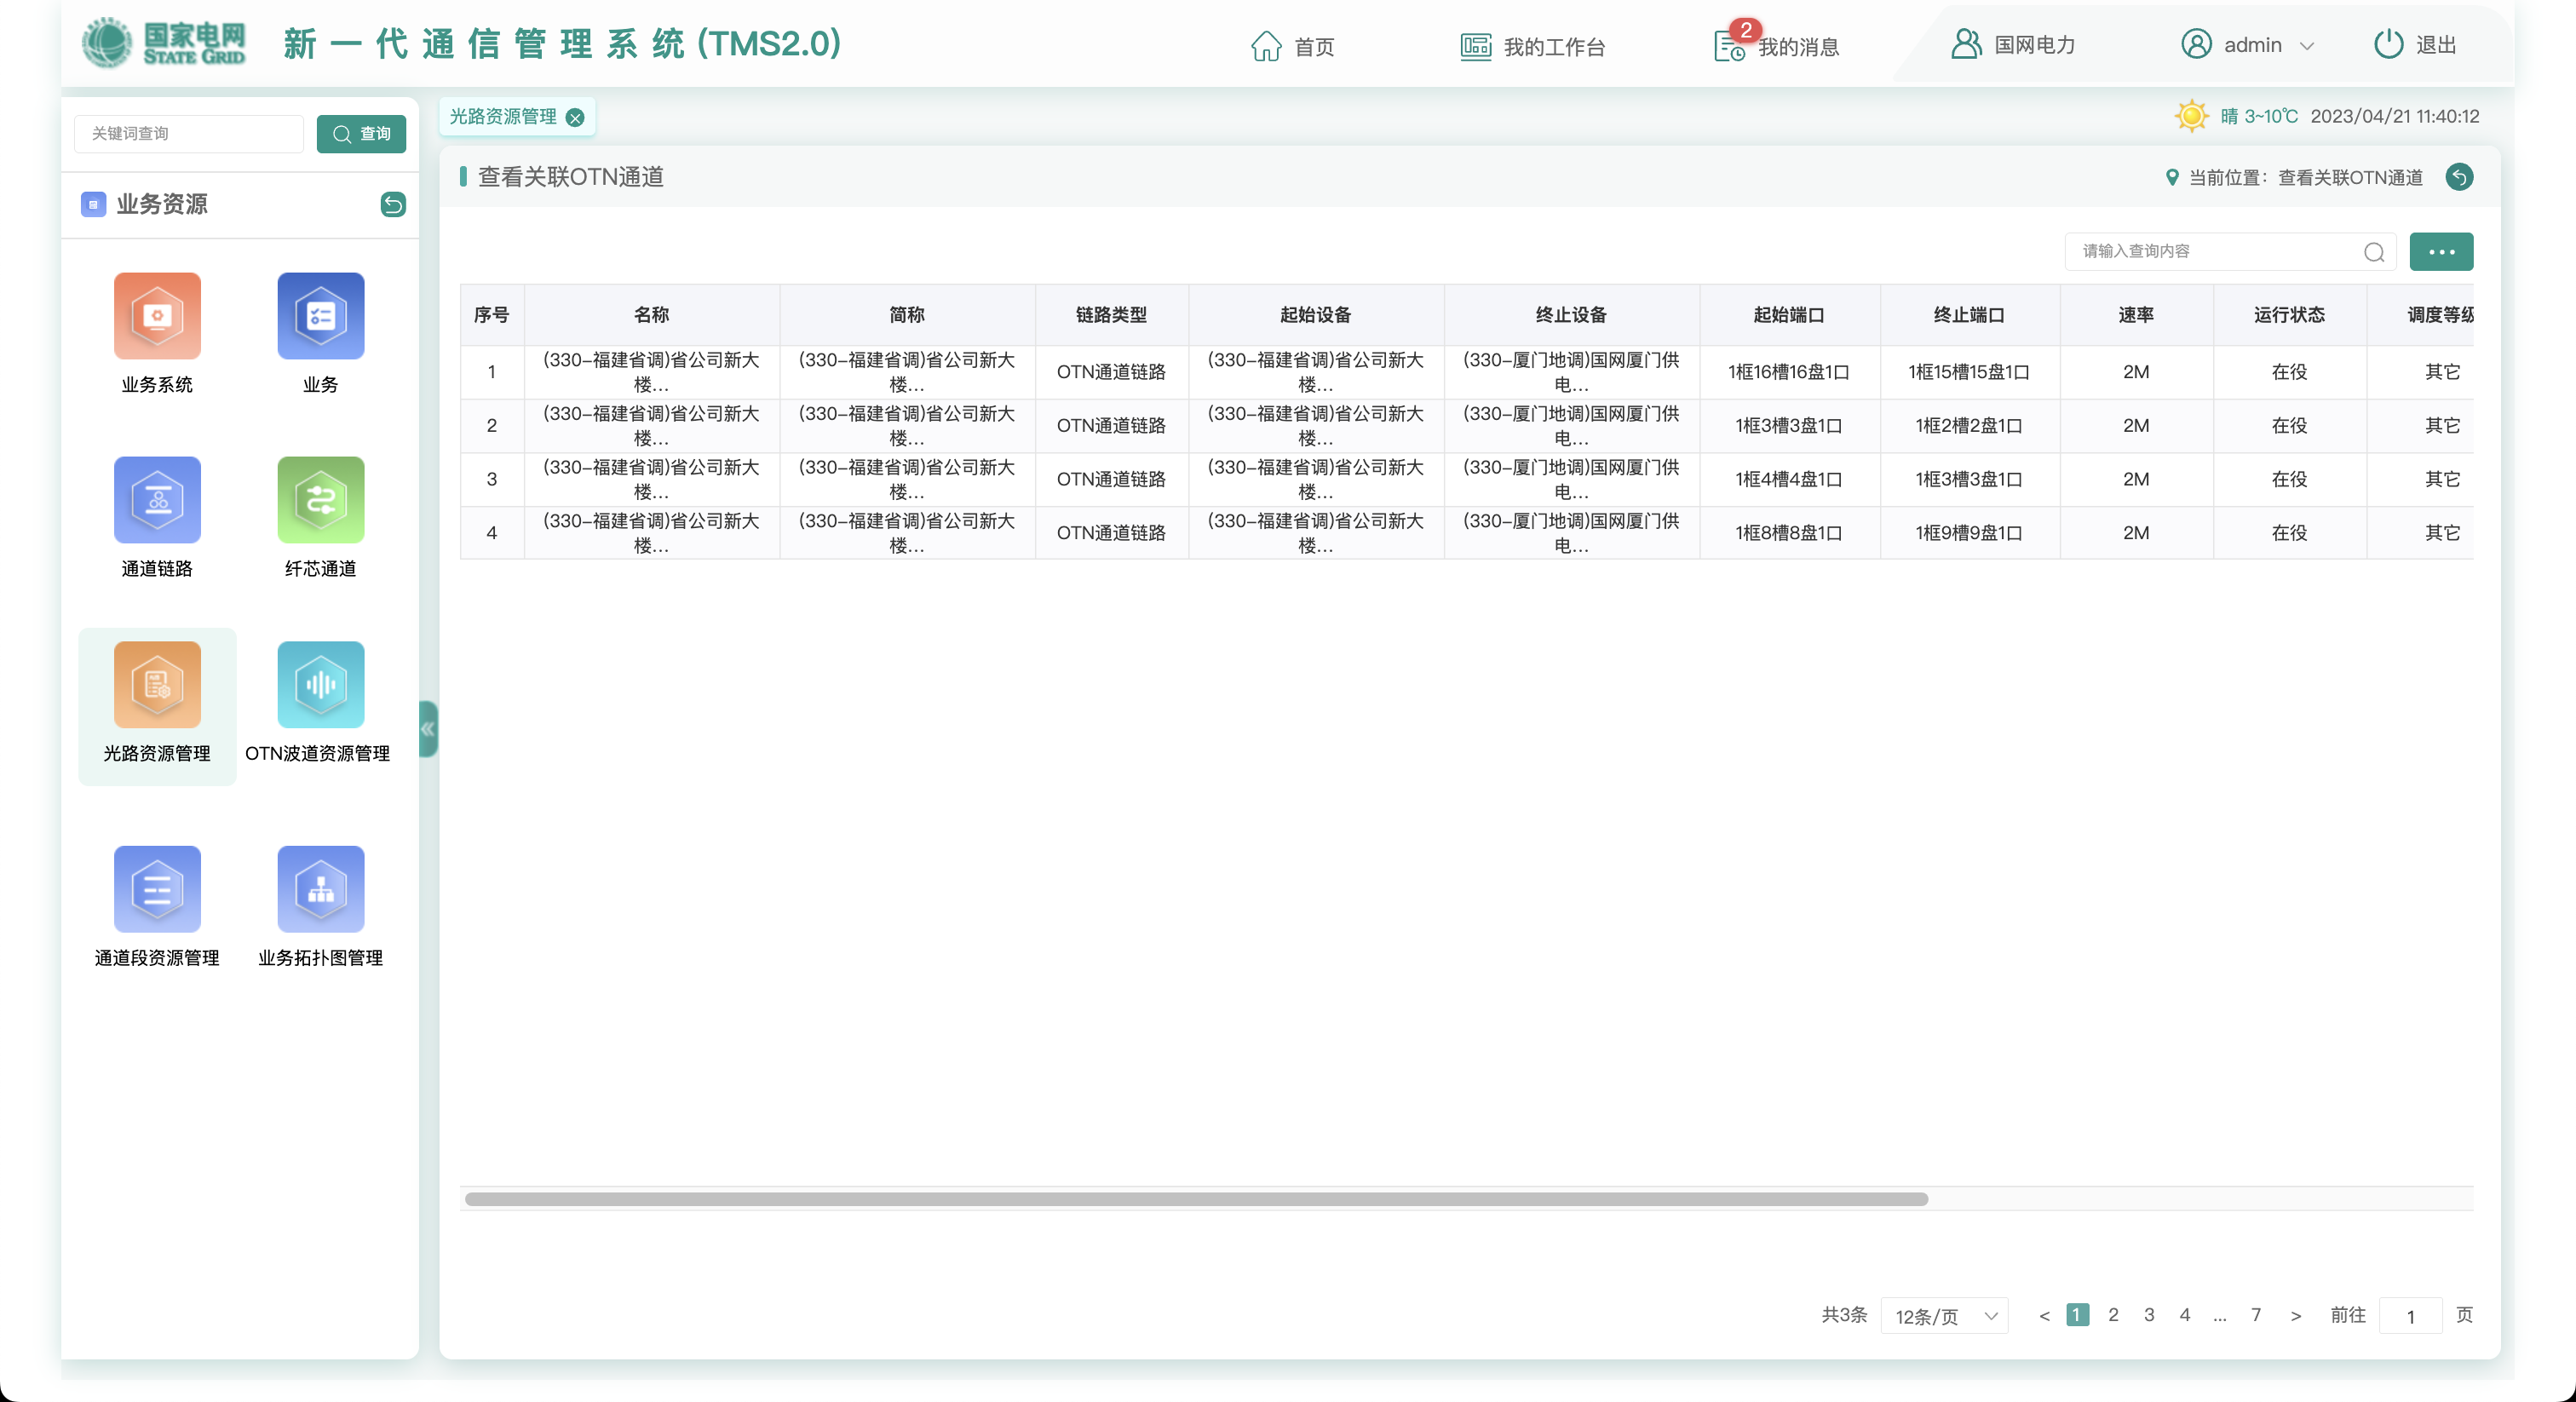 国家电网
STATE GRID
新一代通信管理系统(TMS2.0)
首页
我的工作台
2
我的消息
国网电力
admin
退出
关键词查询
查询
业务资源
业务系统
业务
通道链路
纤芯通道
光路资源管理
OTN波道资源管理
通道段资源管理
业务拓扑图管理
光路资源管理
晴 3~10℃ 2023/04/21 11:40:12
查看关联OTN通道
当前位置：查看关联OTN通道
请输入查询内容
序号 名称 简称 链路类型 起始设备 终止设备 起始端口 终止端口 速率 运行状态 调度等级
1 (330-福建省调)省公司新大楼... (330-福建省调)省公司新大楼... OTN通道链路 (330-福建省调)省公司新大楼... (330-厦门地调)国网厦门供电... 1框16槽16盘1口 1框15槽15盘1口 2M 在役 其它
2 (330-福建省调)省公司新大楼... (330-福建省调)省公司新大楼... OTN通道链路 (330-福建省调)省公司新大楼... (330-厦门地调)国网厦门供电... 1框3槽3盘1口 1框2槽2盘1口 2M 在役 其它
3 (330-福建省调)省公司新大楼... (330-福建省调)省公司新大楼... OTN通道链路 (330-福建省调)省公司新大楼... (330-厦门地调)国网厦门供电... 1框4槽4盘1口 1框3槽3盘1口 2M 在役 其它
4 (330-福建省调)省公司新大楼... (330-福建省调)省公司新大楼... OTN通道链路 (330-福建省调)省公司新大楼... (330-厦门地调)国网厦门供电... 1框8槽8盘1口 1框9槽9盘1口 2M 在役 其它
共3条 12条/页 < 1 2 3 4 ... 7 > 前往 1 页